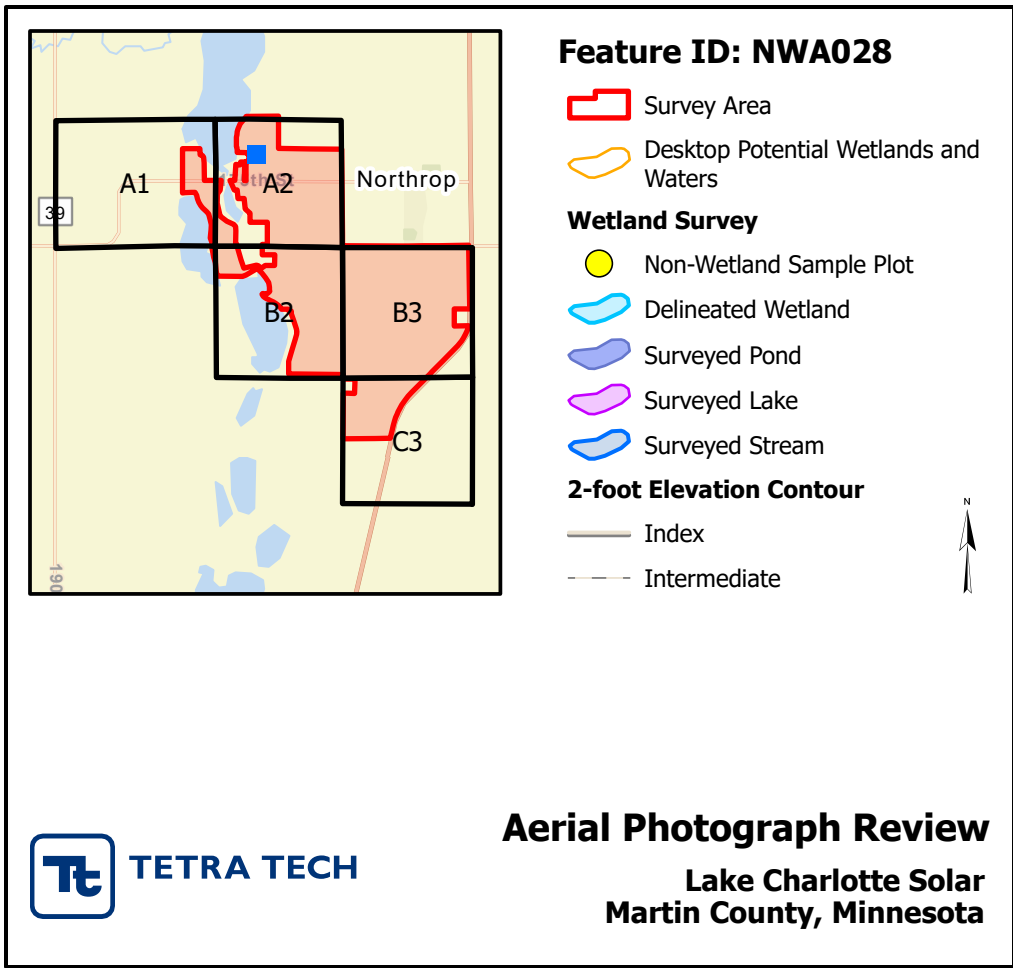 A1
A2
Northrop
39
B2
B3
C3
190
Feature ID: NWA028
Survey Area
Desktop Potential Wetlands and
Waters
Wetland Survey
Non-Wetland Sample Plot
Delineated Wetland
Surveyed Pond
Surveyed Lake
Surveyed Stream
2-foot Elevation Contour
Index
Intermediate
N
Tt
TETRA TECH
Aerial Photograph Review
Lake Charlotte Solar
Martin County, Minnesota